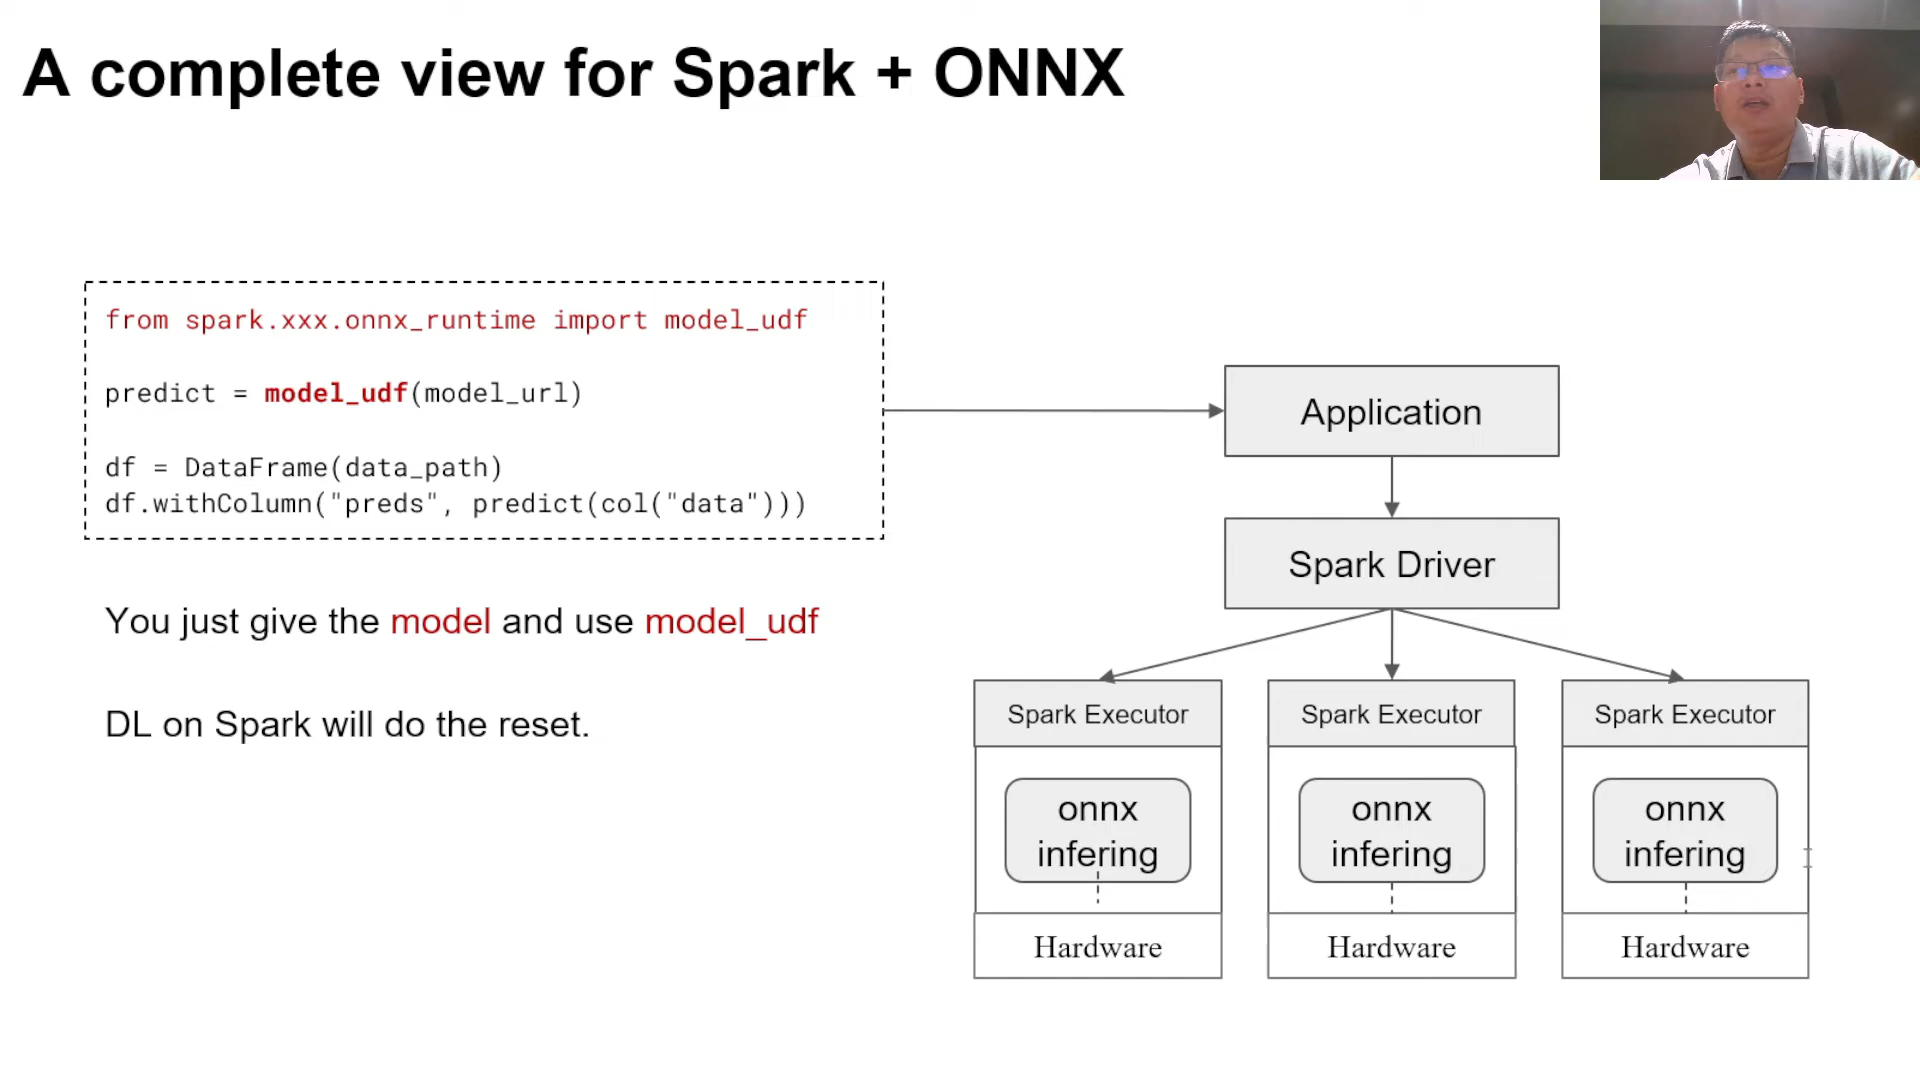 A complete view for Spark + ONNX
from spark.xxx.onnx_runtime import model_udf
predict = model_udf(model_url)
df = DataFrame(data_path)
df.withColumn("preds", predict(col("data")))
You just give the model and use model_udf
DL on Spark will do the reset.
Application
Spark Driver
Spark Executor
Spark Executor
Spark Executor
onnx
infering
onnx
infering
onnx
infering
Hardware
Hardware
Hardware